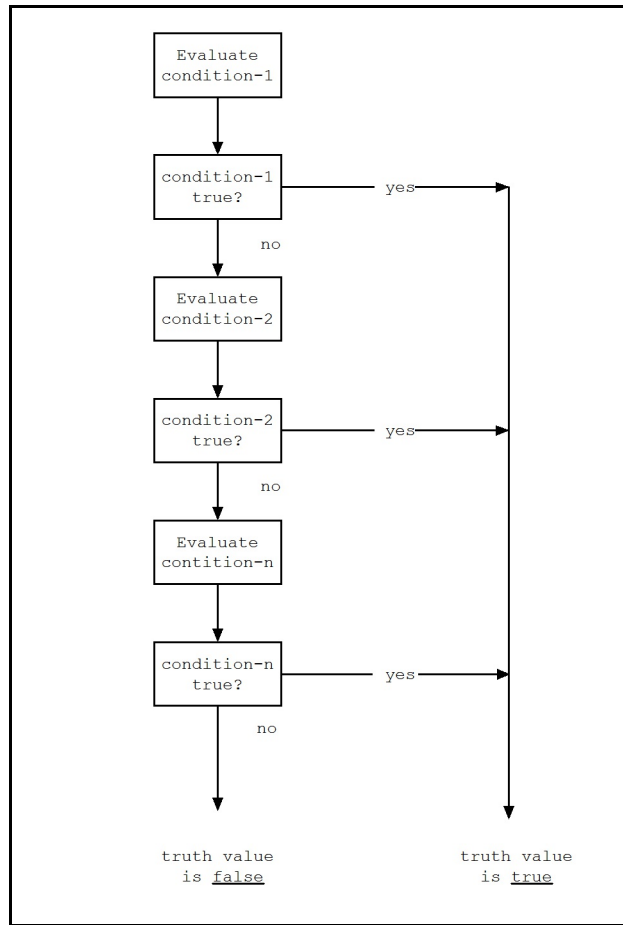 Evaluate
condition-1
condition-1
true?
yes
no
Evaluate
condition-2
condition-2
true?
yes
no
Evaluate
contition-n
condition-n
true?
yes
no
truth value
is false
truth value
is true